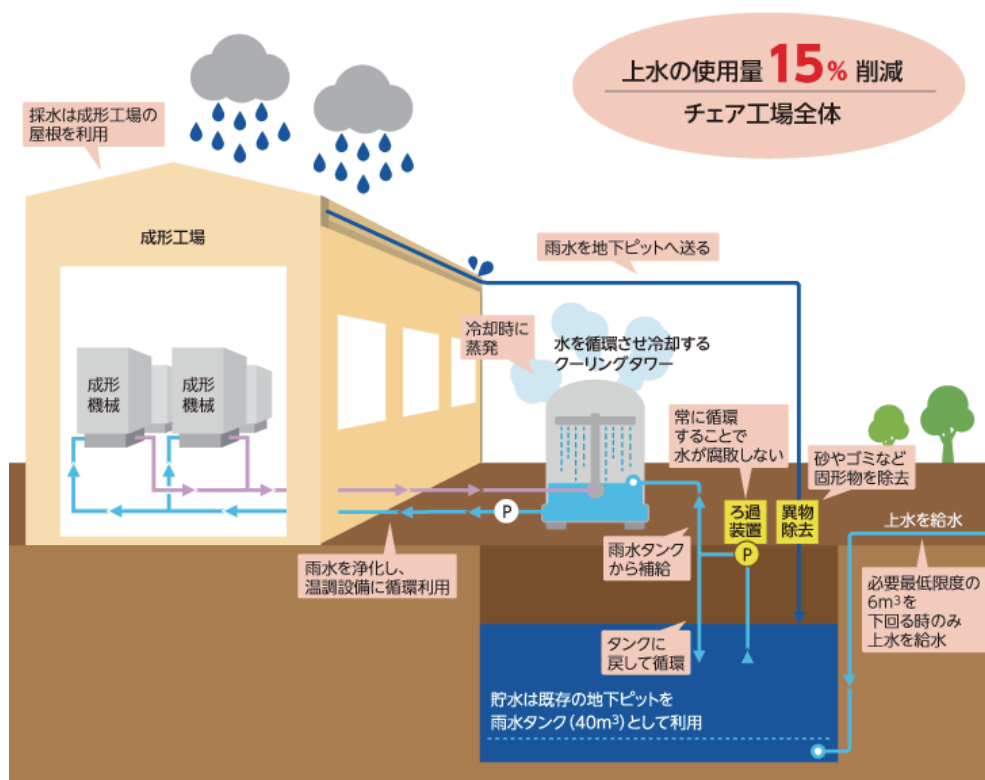 上水の使用量15%削減
チェア工場全体
採水は成形工場の
屋根を利用
成形工場
雨水を地下ピットへ送る
冷却時に
蒸発
水を循環させ冷却する
クーリングタワー
成形
機械
成形
機械
常に循環
することで
水が腐敗しない
砂やゴミなど
固形物を除去
P
ろ過
装置
P
異物
除去
上水を給水
雨水を浄化し、
温調設備に循環利用
雨水タンク
から補給
必要最低限度の
6m³を
下回る時のみ
上水を給水
タンクに
戻して循環
貯水は既存の地下ピットを
雨水タンク(40m³)として利用